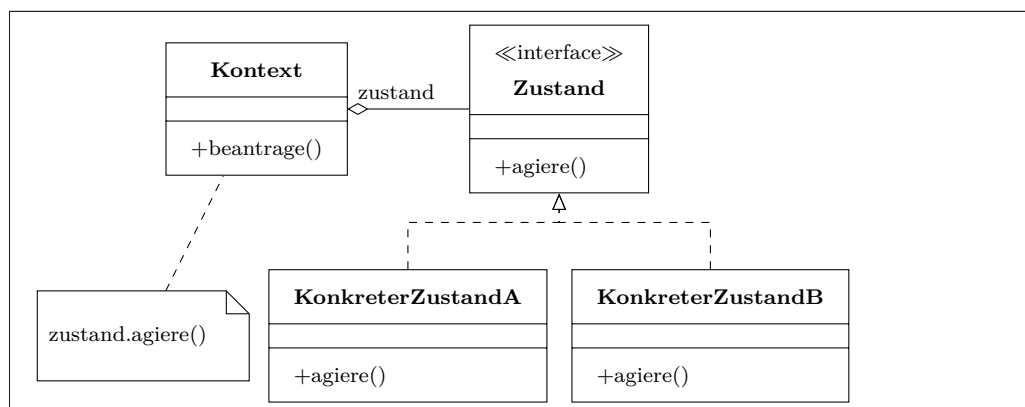 Kontext
+beantrage()
zustand
≪interface≫
Zustand
+agiere()
zustand.agiere()
KonkreterZustandA
+agiere()
KonkreterZustandB
+agiere()